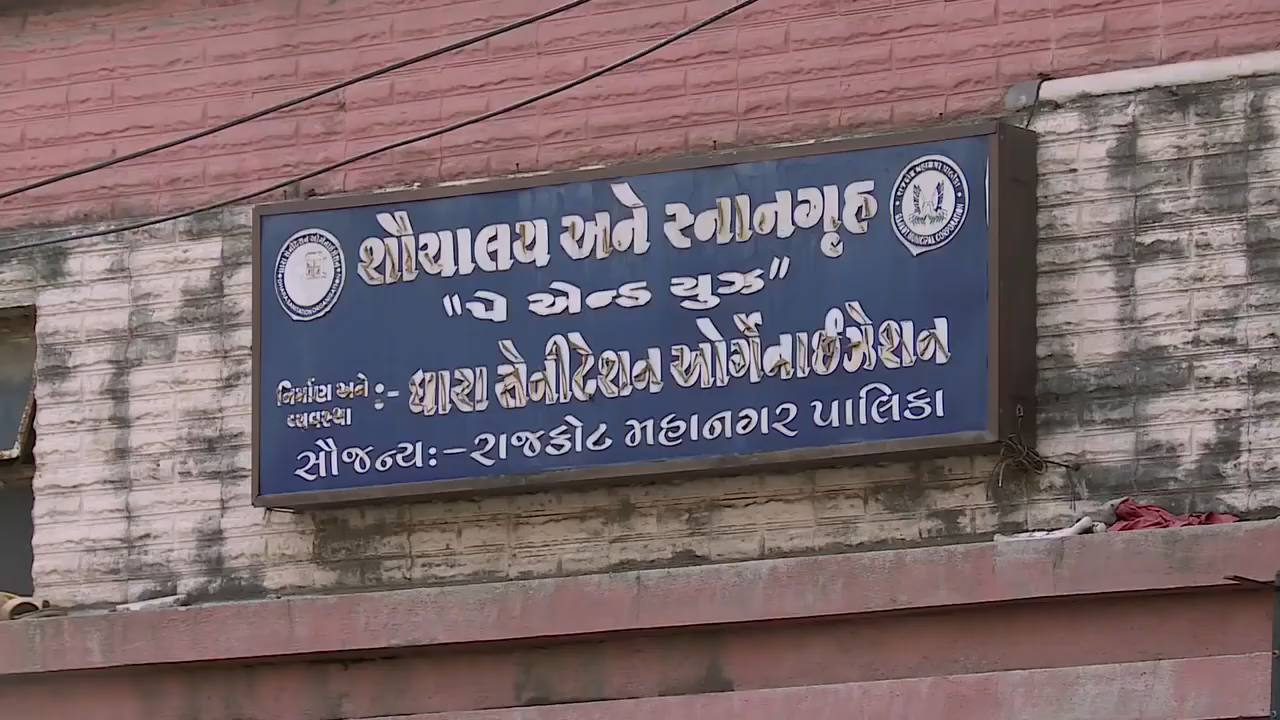 શૌચાલય અને સ્નાનગૃહ
"પે એન્ડ યુઝ"
નિર્માણ અને વ્યવસ્થા :- ધારા સેનીટેશન ઓર્ગેનાઈઝેશન
સૌજન્ય:- રાજકોટ મહાનગર પાલિકા